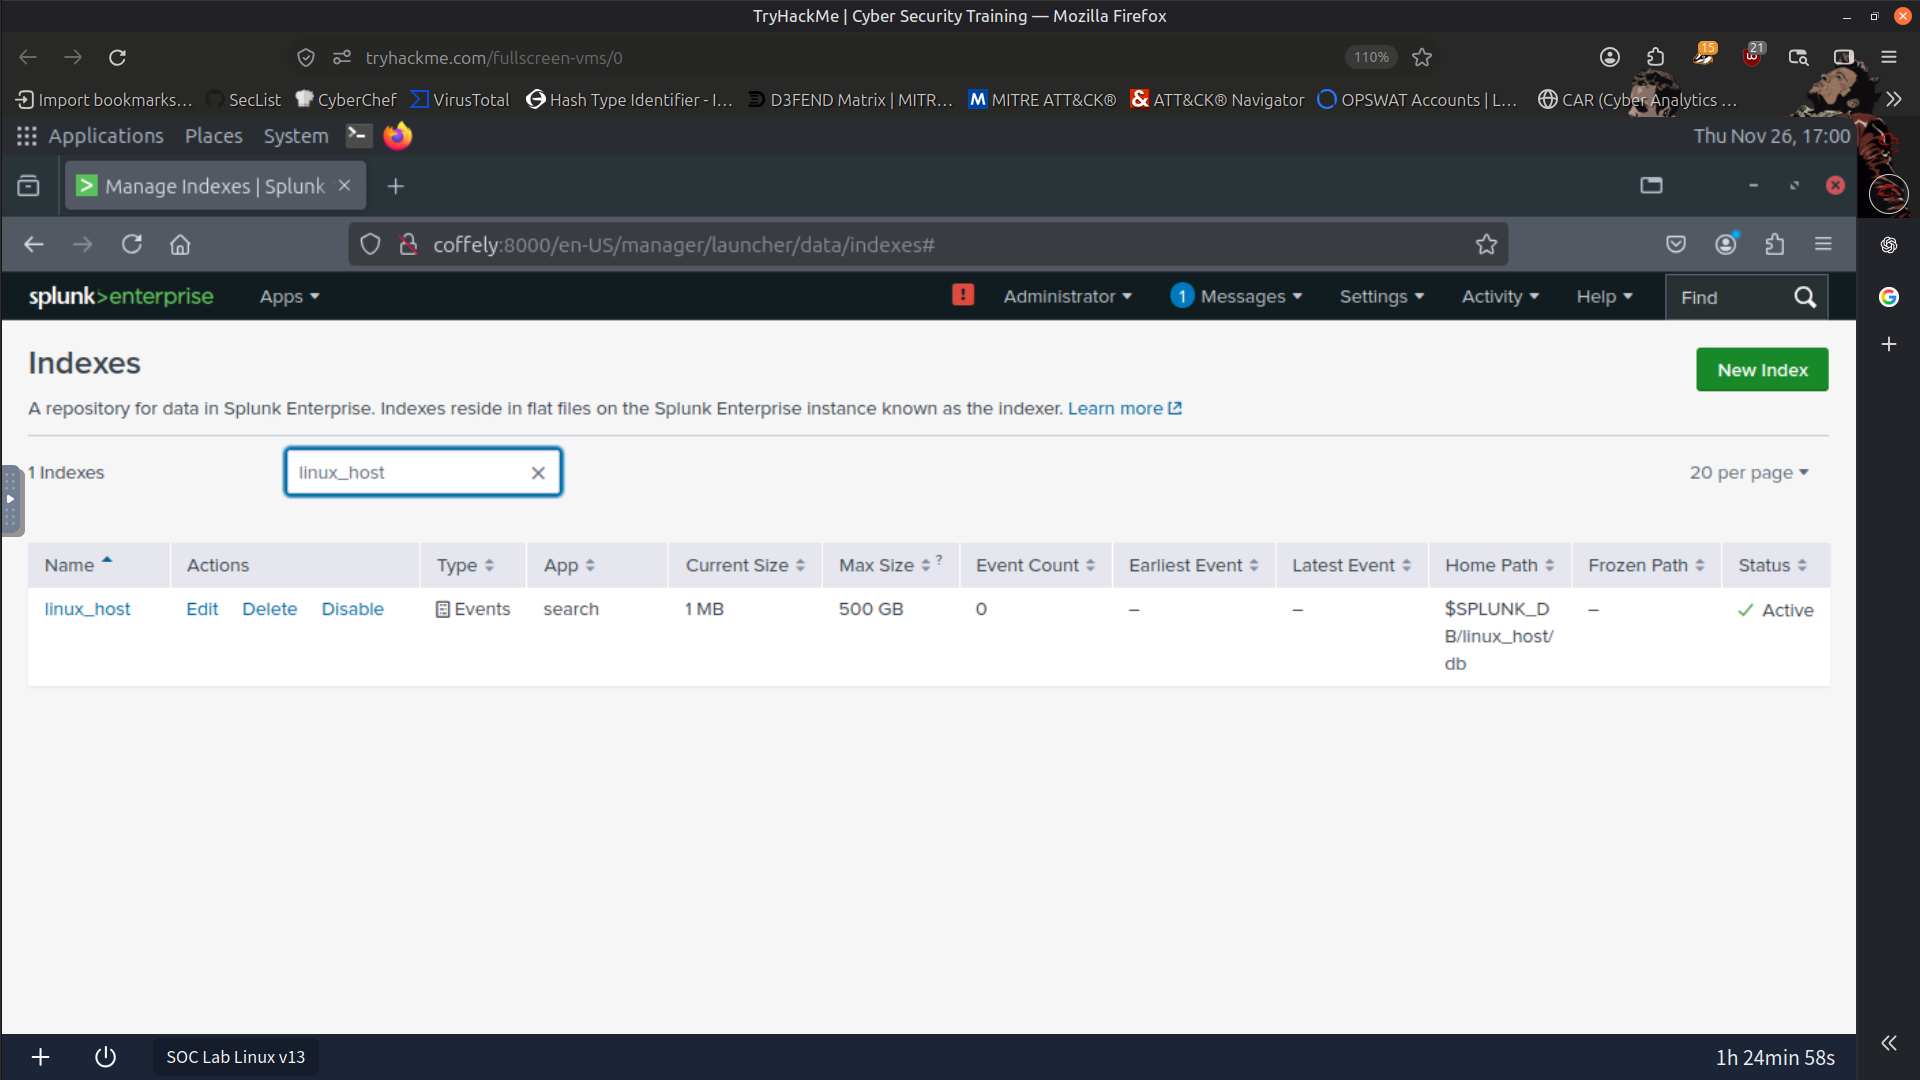 TryHackMe | Cyber Security Training — Mozilla Firefox
tryhackme.com/fullscreen-vms/0
110%
15
21
Import bookmarks…
SecList
CyberChef
VirusTotal
Hash Type Identifier - I…
D3FEND Matrix | MITR…
MITRE ATT&CK®
ATT&CK® Navigator
OPSWAT Accounts | L…
CAR (Cyber Analytics …
Applications
Places
System
Thu Nov 26, 17:00
Manage Indexes | Splunk
coffely:8000/en-US/manager/launcher/data/indexes#
splunk>enterprise
Apps
Administrator
1 Messages
Settings
Activity
Help
Find
Indexes
New Index
A repository for data in Splunk Enterprise. Indexes reside in flat files on the Splunk Enterprise instance known as the indexer. Learn more
1 Indexes
linux_host
20 per page
Name
Actions
Type
App
Current Size
Max Size ?
Event Count
Earliest Event
Latest Event
Home Path
Frozen Path
Status
linux_host
Edit
Delete
Disable
Events
search
1 MB
500 GB
0
–
–
$SPLUNK_D
B/linux_host/
db
–
Active
SOC Lab Linux v13
1h 24min 58s